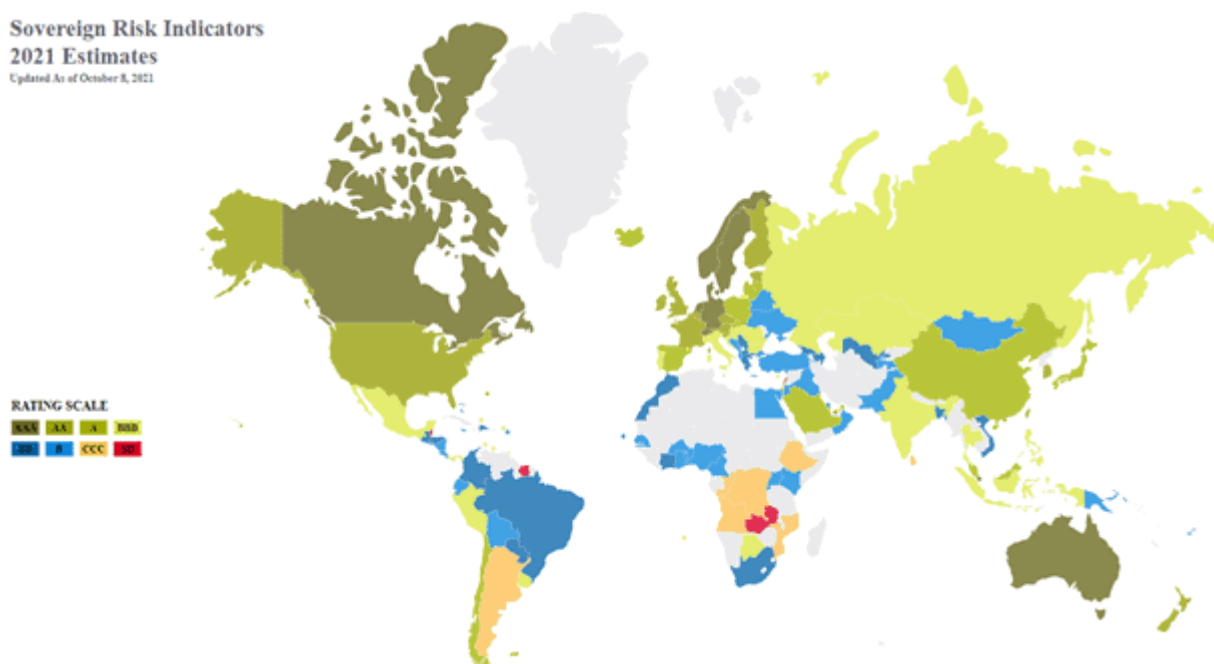 Sovereign Risk Indicators
2021 Estimates
Updated As of October 8, 2021
RATING SCALE
AAA AA A BBB
BB B CCC SD